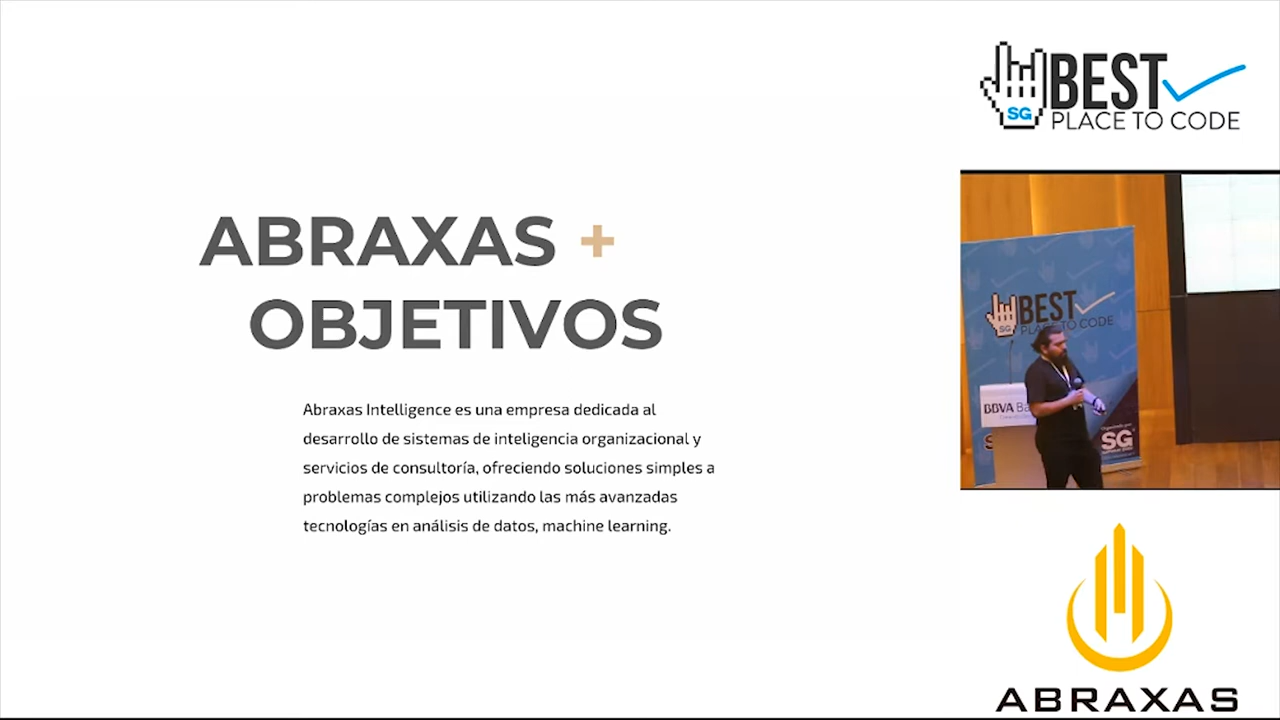 ABRAXAS +
OBJETIVOS
Abraxas Intelligence es una empresa dedicada al
desarrollo de sistemas de inteligencia organizacional y
servicios de consultoría, ofreciendo soluciones simples a
problemas complejos utilizando las más avanzadas
tecnologías en análisis de datos, machine learning.
SG
BEST
PLACE TO CODE
SG
BEST
PLACE TO CODE
BBVA Ba
SG
ABRAXAS